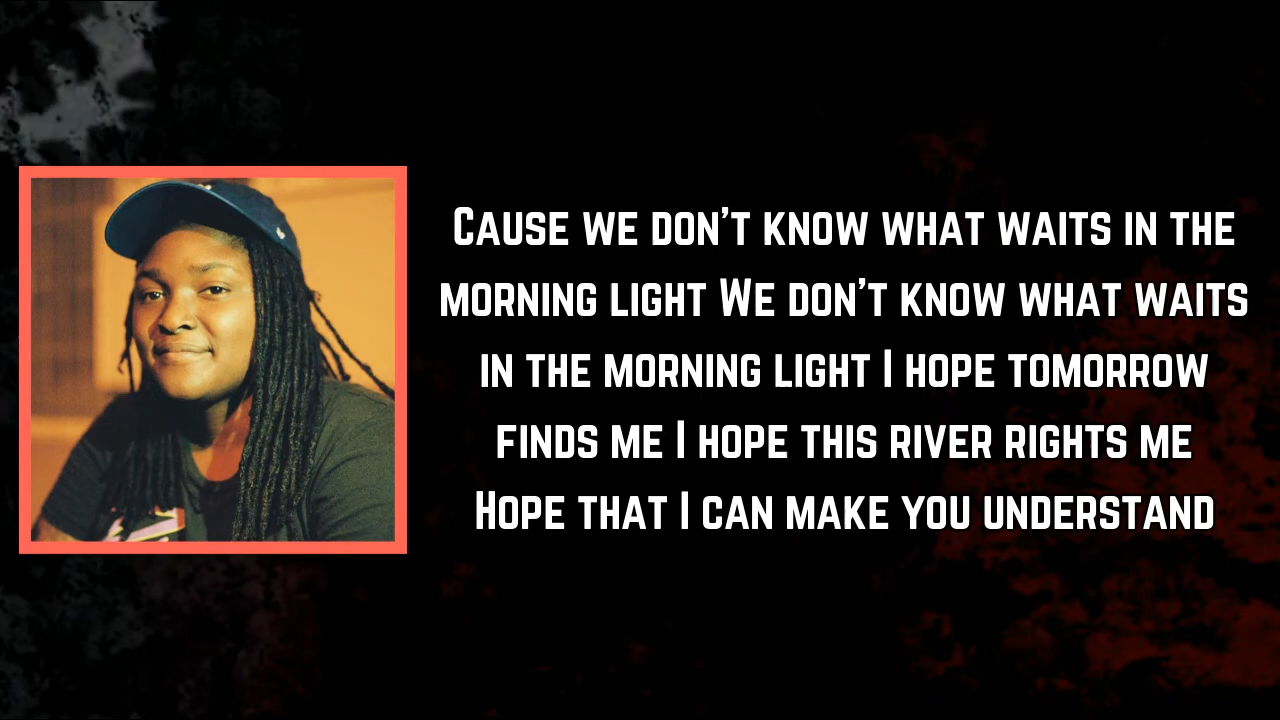 Cause we don't know what waits in the
morning light We don't know what waits
in the morning light I hope tomorrow
finds me I hope this river rights me
Hope that I can make you understand